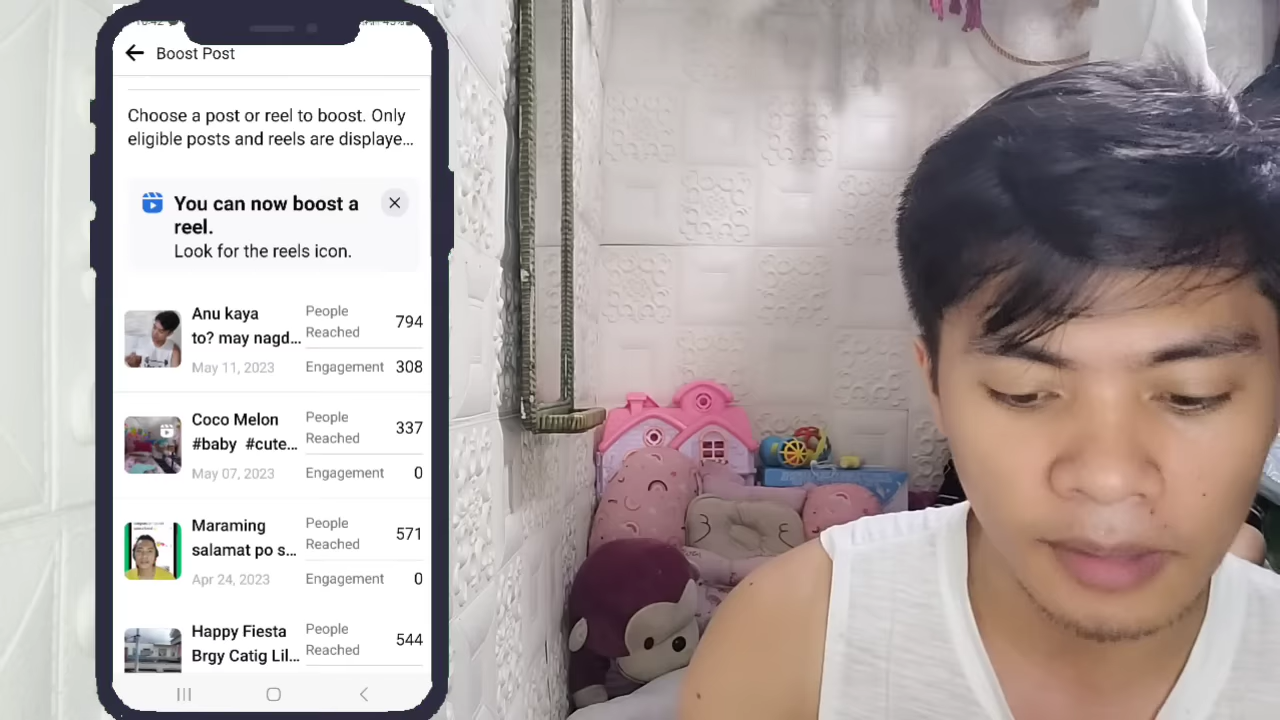 Boost Post
Choose a post or reel to boost. Only
eligible posts and reels are displaye...
You can now boost a
reel.
Look for the reels icon.
Anu kaya
to? may nagd...
May 11, 2023
People
Reached
794
Engagement
308
Coco Melon
#baby #cute...
May 07, 2023
People
Reached
337
Engagement
0
Maraming
salamat po s...
Apr 24, 2023
People
Reached
571
Engagement
0
Happy Fiesta
Brgy Catig Lil...
People
Reached
544